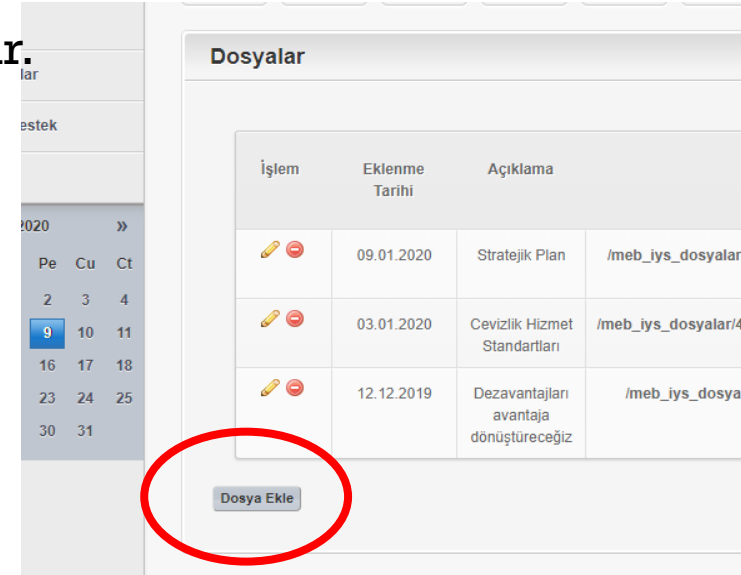 Dosyalar
lar
estek
İşlem Eklenme Tarihi Açıklama
2020 »
Pe Cu Ct
2 3 4
9 10 11
16 17 18
23 24 25
30 31
09.01.2020 Stratejik Plan /meb_iys_dosyalar
03.01.2020 Cevizlik Hizmet Standartları /meb_iys_dosyalar/4
12.12.2019 Dezavantajları avantaja dönüştüreceğiz /meb_iys_dosya
Dosya Ekle